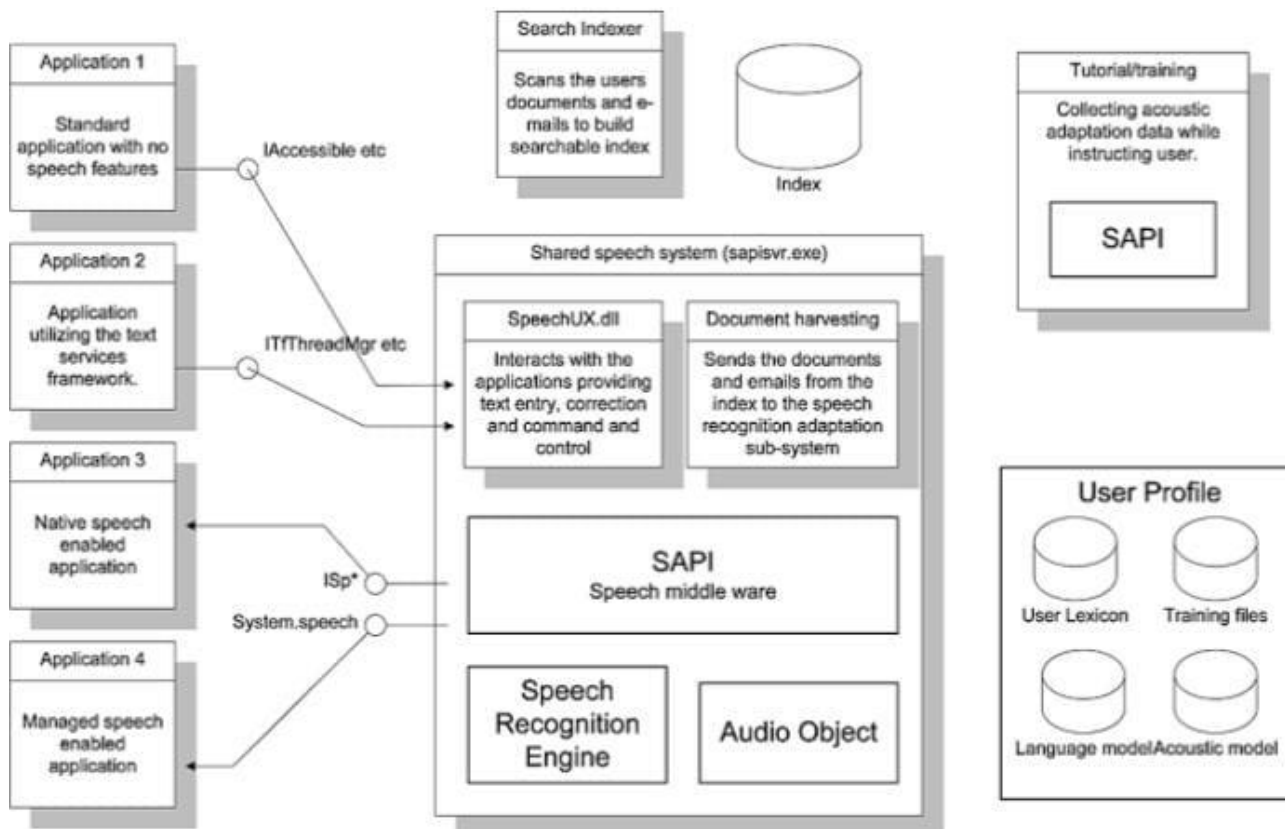 Application 1
Standard
application with no
speech features
IAccessible etc
Search Indexer
Scans the users
documents and e-
mails to build
searchable index
Index
Tutorial/training
Collecting acoustic
adaptation data while
instructing user.
SAPI
Application 2
Application
utilizing the text
services
framework.
ITfThreadMgr etc
Shared speech system (sapisvr.exe)
SpeechUX.dll
Interacts with the
applications providing
text entry, correction
and command and
control
Document harvesting
Sends the documents
and emails from the
index to the speech
recognition adaptation
sub-system
Application 3
Native speech
enabled
application
ISp*
System.speech
SAPI
Speech middle ware
Application 4
Managed speech
enabled
application
Speech
Recognition
Engine
Audio Object
User Profile
User Lexicon
Training files
Language model
Acoustic model